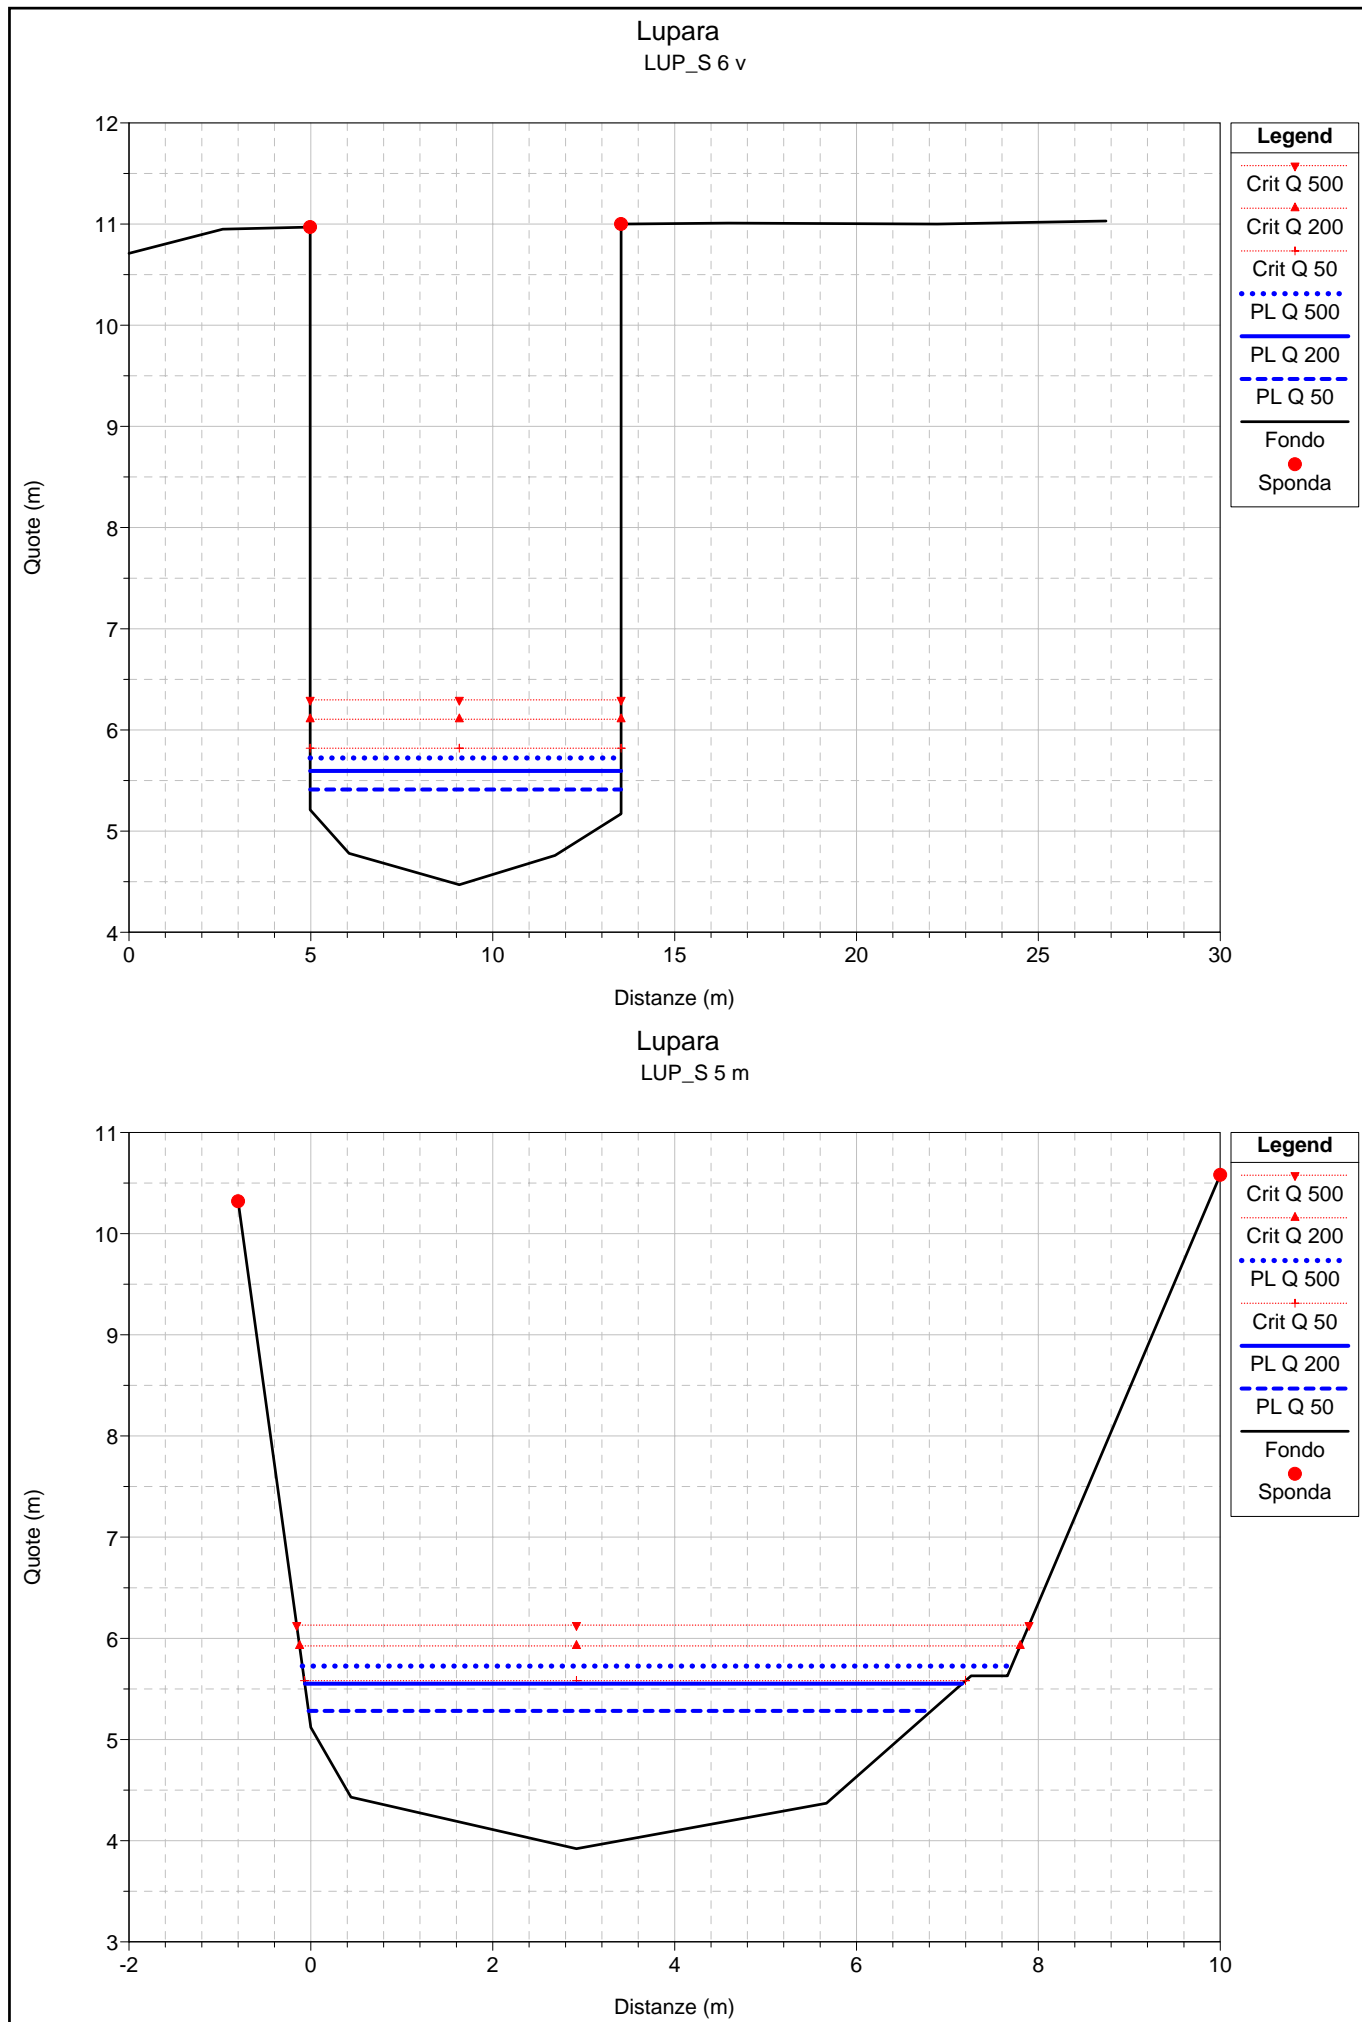 Lupara
LUP_S 6 v
12
11
10
9
8
7
6
5
4
Quote (m)
0 5 10 15 20 25 30
Distanze (m)
Legend
Crit Q 500
Crit Q 200
Crit Q 50
PL Q 500
PL Q 200
PL Q 50
Fondo
Sponda
Lupara
LUP_S 5 m
11
10
9
8
7
6
5
4
3
Quote (m)
-2 0 2 4 6 8 10
Distanze (m)
Legend
Crit Q 500
Crit Q 200
PL Q 500
Crit Q 50
PL Q 200
PL Q 50
Fondo
Sponda